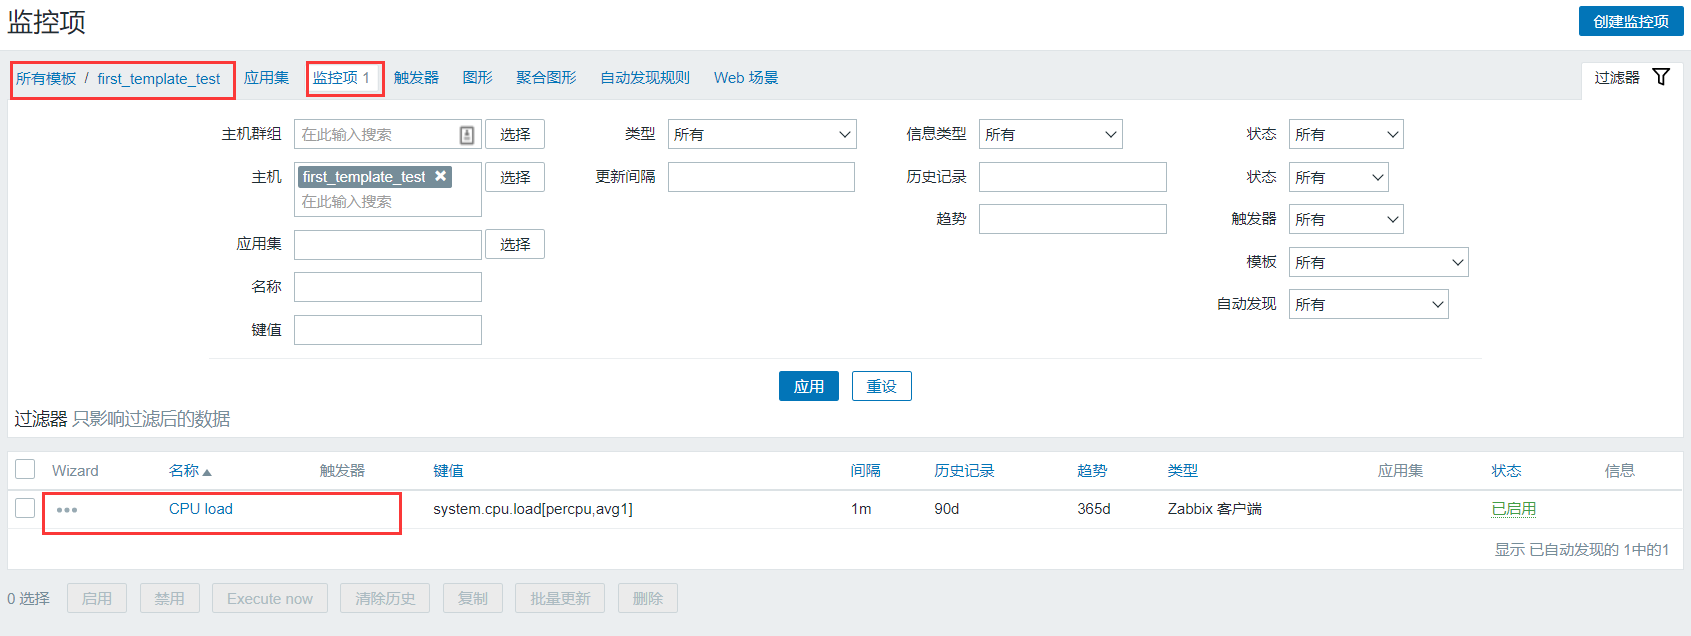 监控项
创建监控项
所有模板 / first_template_test 应用集 监控项 1 触发器 图形 聚合图形 自动发现规则 Web 场景 过滤器
主机群组 在此输入搜索 选择 类型 所有 信息类型 所有 状态 所有
主机 first_template_test 选择 更新间隔 历史记录 状态 所有
在此输入搜索
趋势 触发器 所有
应用集 选择 模板 所有
名称 自动发现 所有
键值
应用 重设
过滤器 只影响过滤后的数据
Wizard 名称 触发器 键值 间隔 历史记录 趋势 类型 应用集 状态 信息
••• CPU load system.cpu.load[percpu,avg1] 1m 90d 365d Zabbix 客户端 已启用
显示 已自动发现的 1中的1
0 选择 启用 禁用 Execute now 清除历史 复制 批量更新 删除